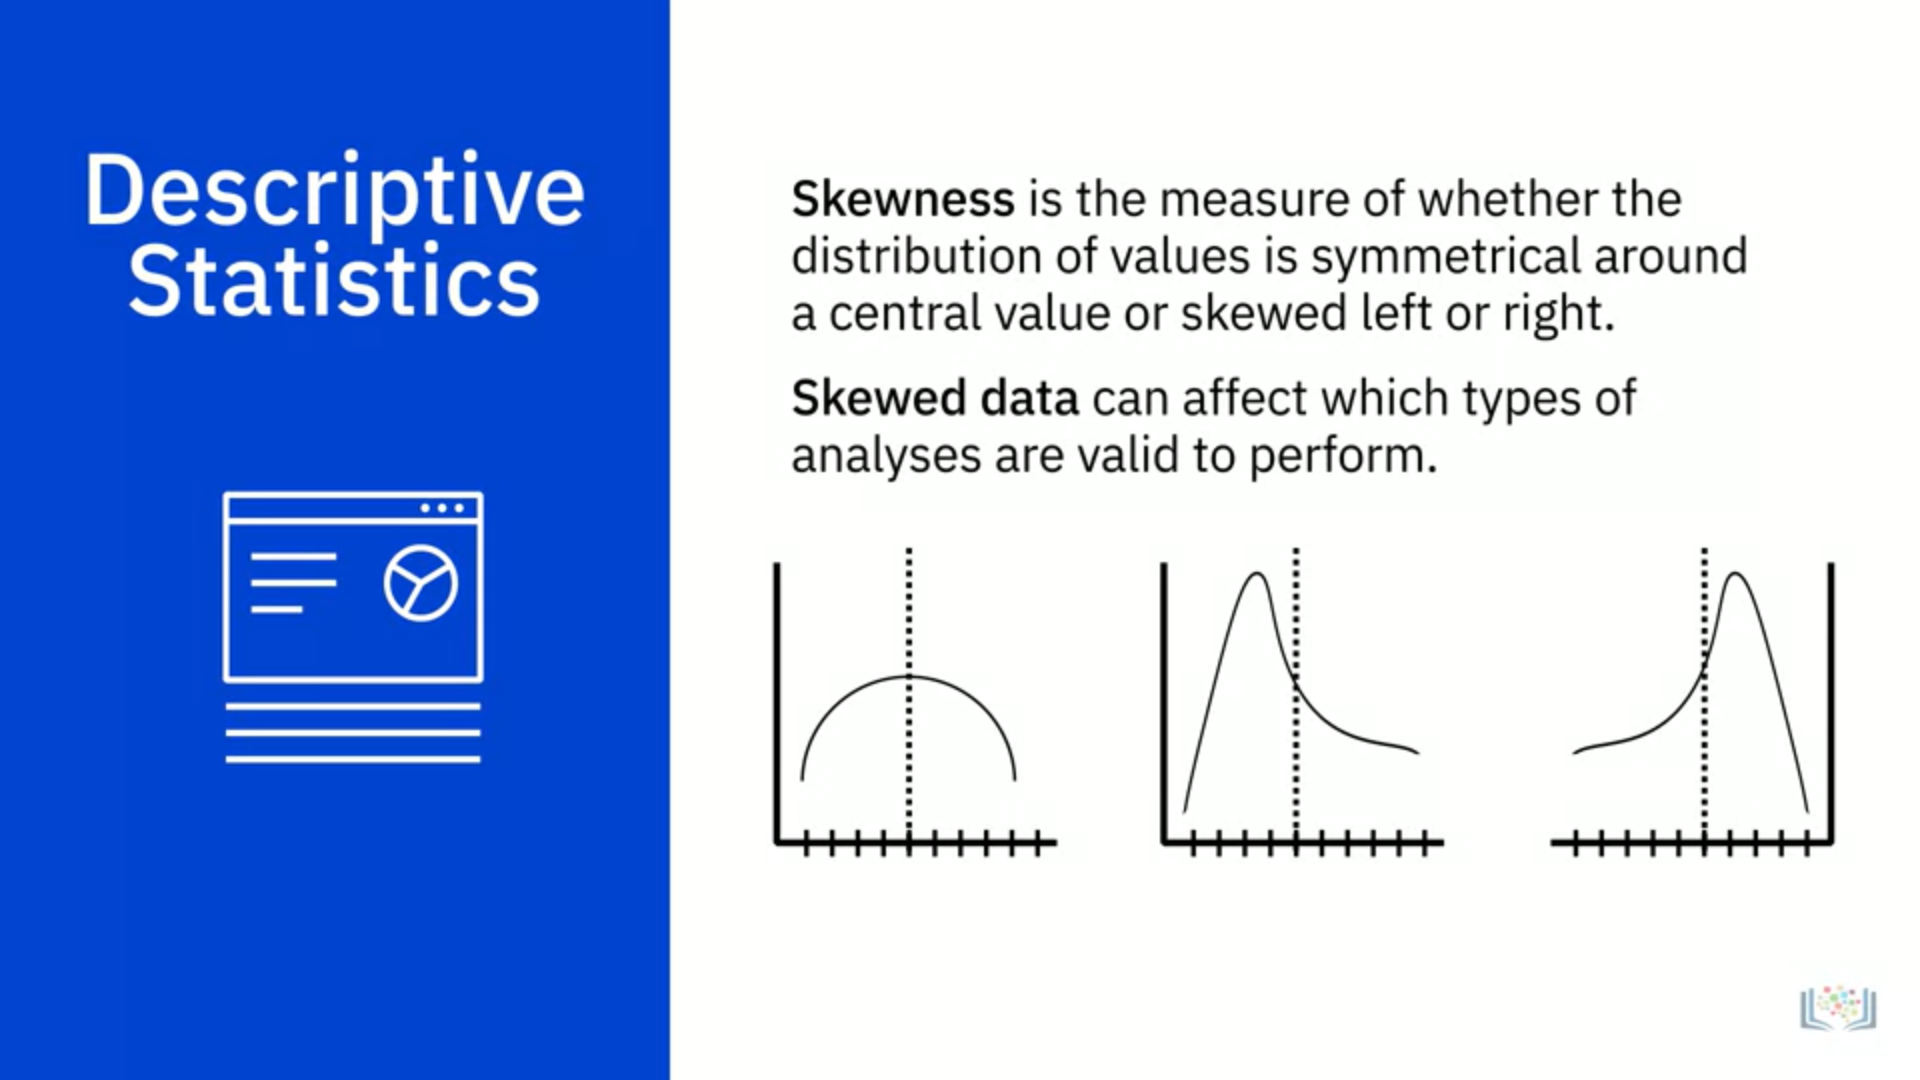 Descriptive
Statistics
Skewness is the measure of whether the
distribution of values is symmetrical around
a central value or skewed left or right.
Skewed data can affect which types of
analyses are valid to perform.